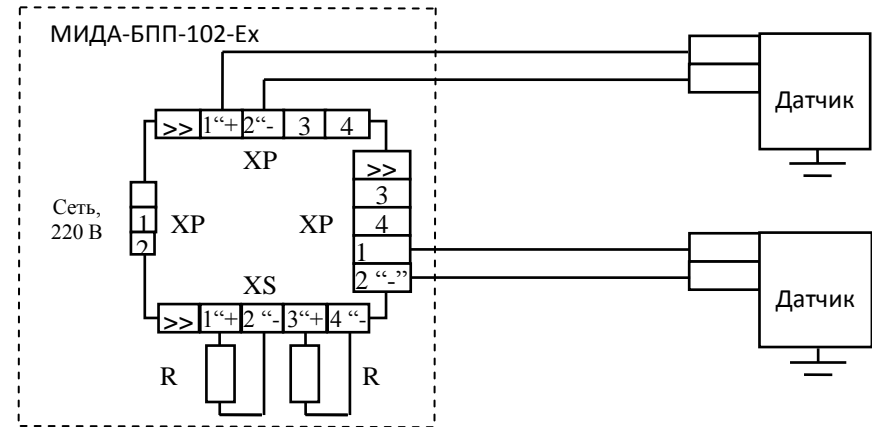 МИДА-БПП-102-Ex
Датчик
>> 1“+ 2“- 3 4
XP
>>
3
4
1
2 “-”
Сеть,
220 В
1
2
XP
XP
XS
>> 1“+ 2 “- 3“+ 4 “-
R
R
Датчик